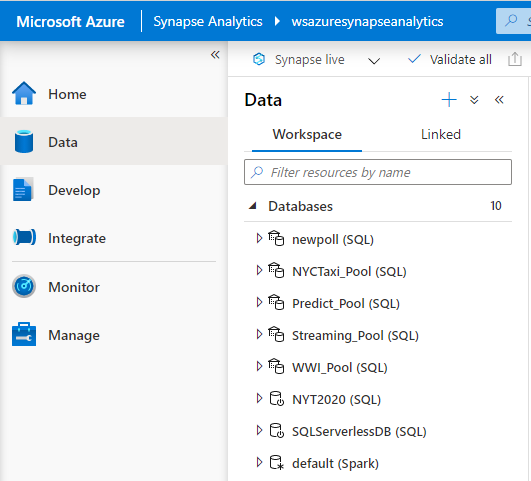 Microsoft Azure Synapse Analytics wsazuresynapseanalytics
Synapse live Validate all
Home
Data
Develop
Integrate
Monitor
Manage
Data
Workspace Linked
Filter resources by name
Databases 10
newpoll (SQL)
NYCTaxi_Pool (SQL)
Predict_Pool (SQL)
Streaming_Pool (SQL)
WWI_Pool (SQL)
NYT2020 (SQL)
SQLServerlessDB (SQL)
default (Spark)